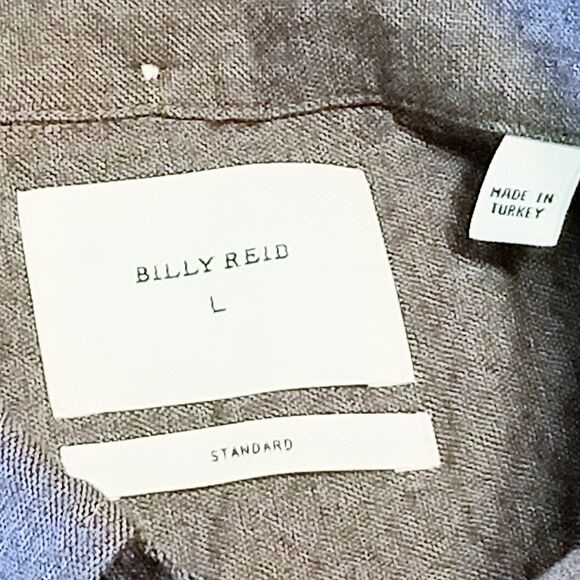 BILLY REID
L
STANDARD
MADE IN
TURKEY